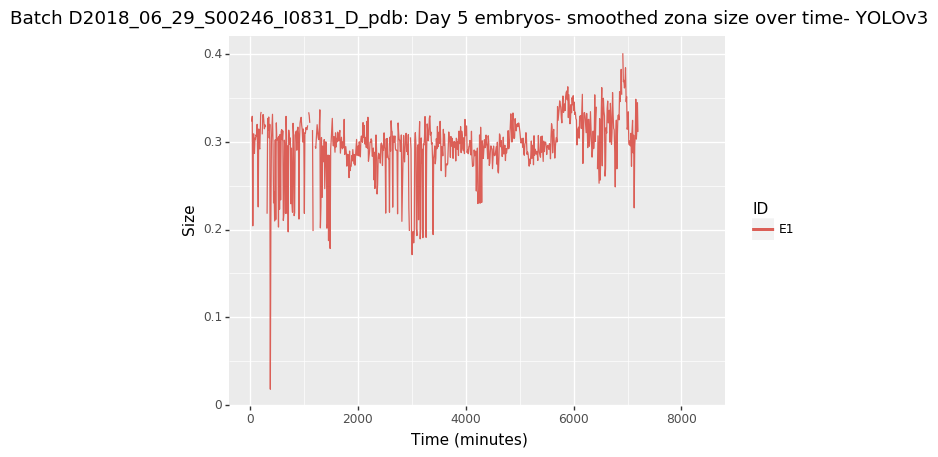 Batch D2018_06_29_S00246_I0831_D_pdb: Day 5 embryos- smoothed zona size over time- YOLOv3
0.4
0.3
0.2
0.1
0
Size
0 2000 4000 6000 8000
Time (minutes)
ID
E1